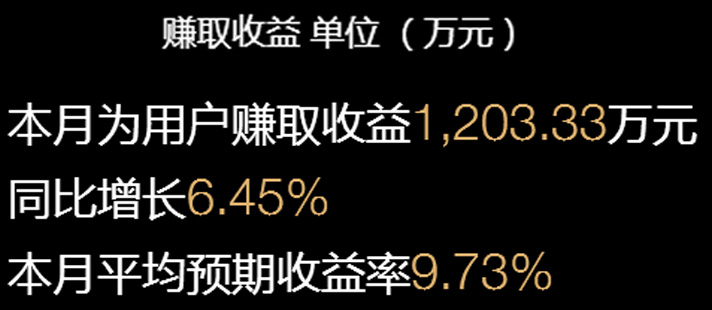 赚取收益 单位（万元）
本月为用户赚取收益1,203.33万元
同比增长6.45%
本月平均预期收益率9.73%